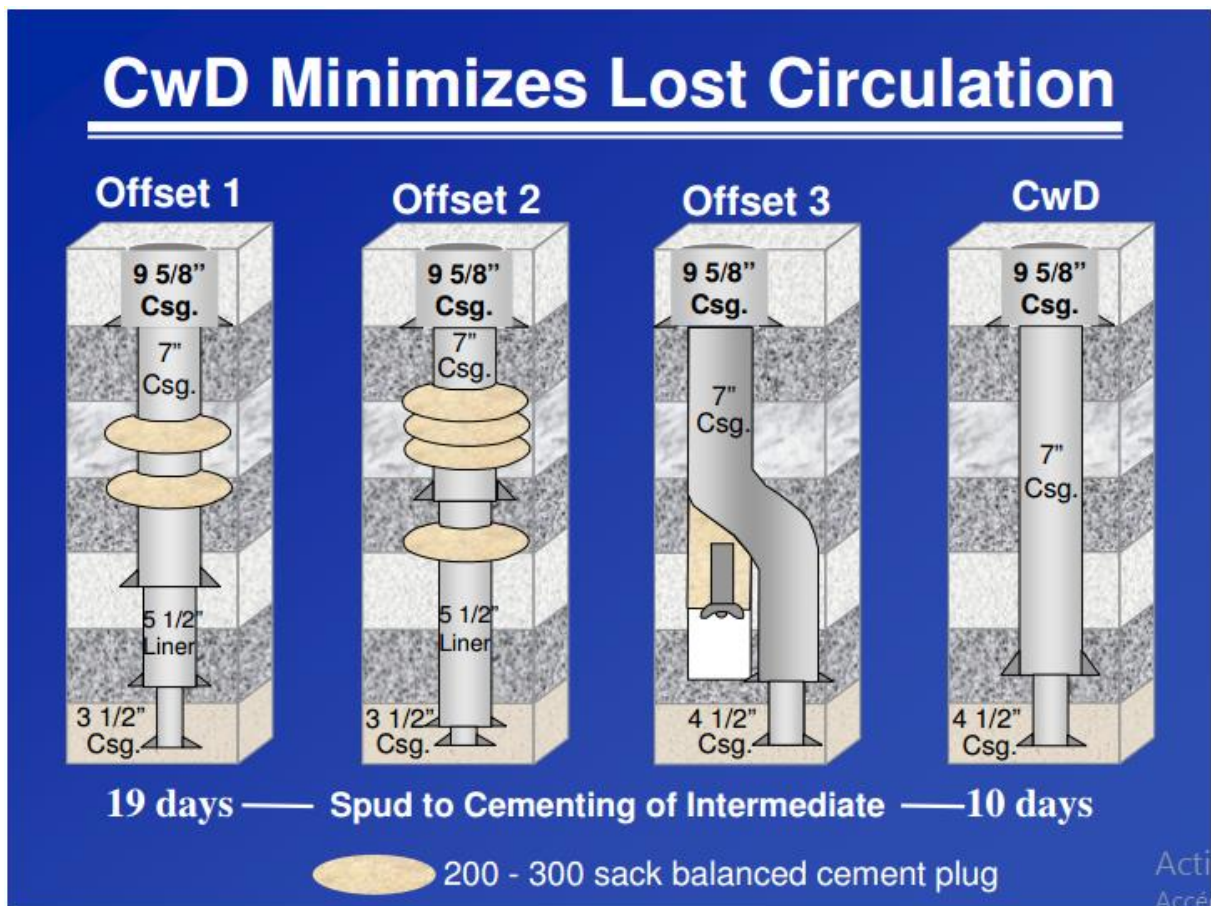 CwD Minimizes Lost Circulation
Offset 1
Offset 2
Offset 3
CwD
9 5/8”
Csg.
7”
Csg.
5 1/2”
Liner
3 1/2”
Csg.
9 5/8”
Csg.
7”
Csg.
5 1/2”
Liner
3 1/2”
Csg.
9 5/8”
Csg.
7”
Csg.
4 1/2”
Csg.
9 5/8”
Csg.
7”
Csg.
4 1/2”
Csg.
19 days — Spud to Cementing of Intermediate — 10 days
200 - 300 sack balanced cement plug
Acti